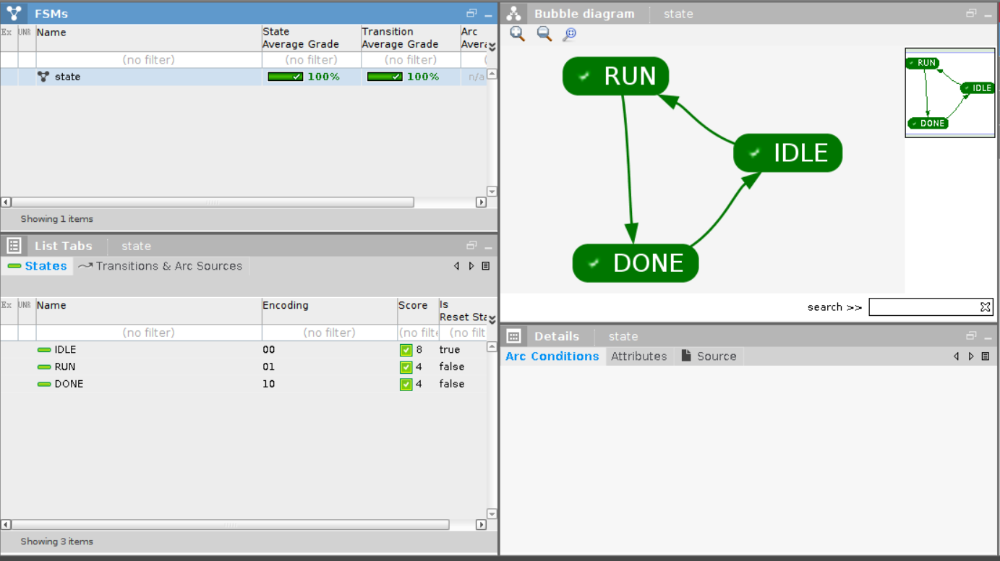 FSMs
Ex UNR Name State Average Grade Transition Average Grade Arc
(no filter) (no filter) (no filter)
state 100% 100% n/a
Showing 1 items
List Tabs state
States Transitions & Arc Sources
Ex UNR Name Encoding Score Is Reset Sta
(no filter) (no filter) (no filt (no filt
IDLE 00 8 true
RUN 01 4 false
DONE 10 4 false
Showing 3 items
Bubble diagram state
RUN
IDLE
DONE
RUN
IDLE
DONE
search >>
Details state
Arc Conditions Attributes Source